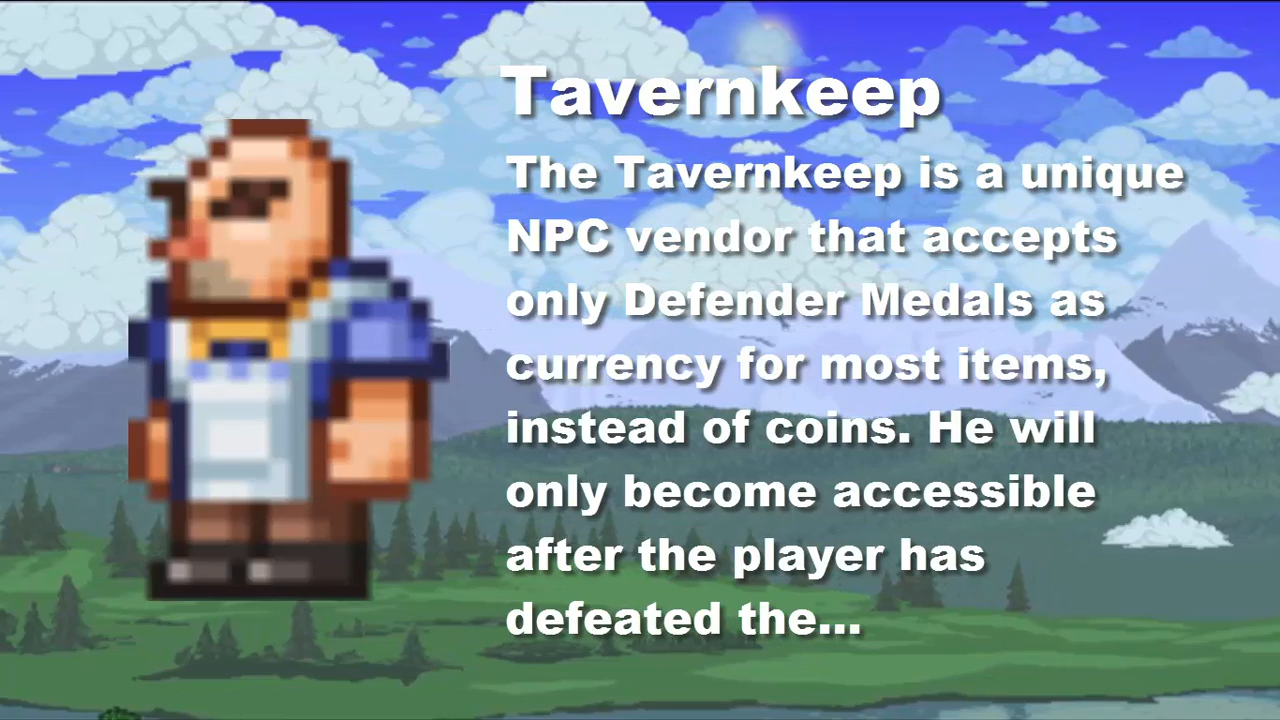 Tavernkeep
The Tavernkeep is a unique
NPC vendor that accepts
only Defender Medals as
currency for most items,
instead of coins. He will
only become accessible
after the player has
defeated the...